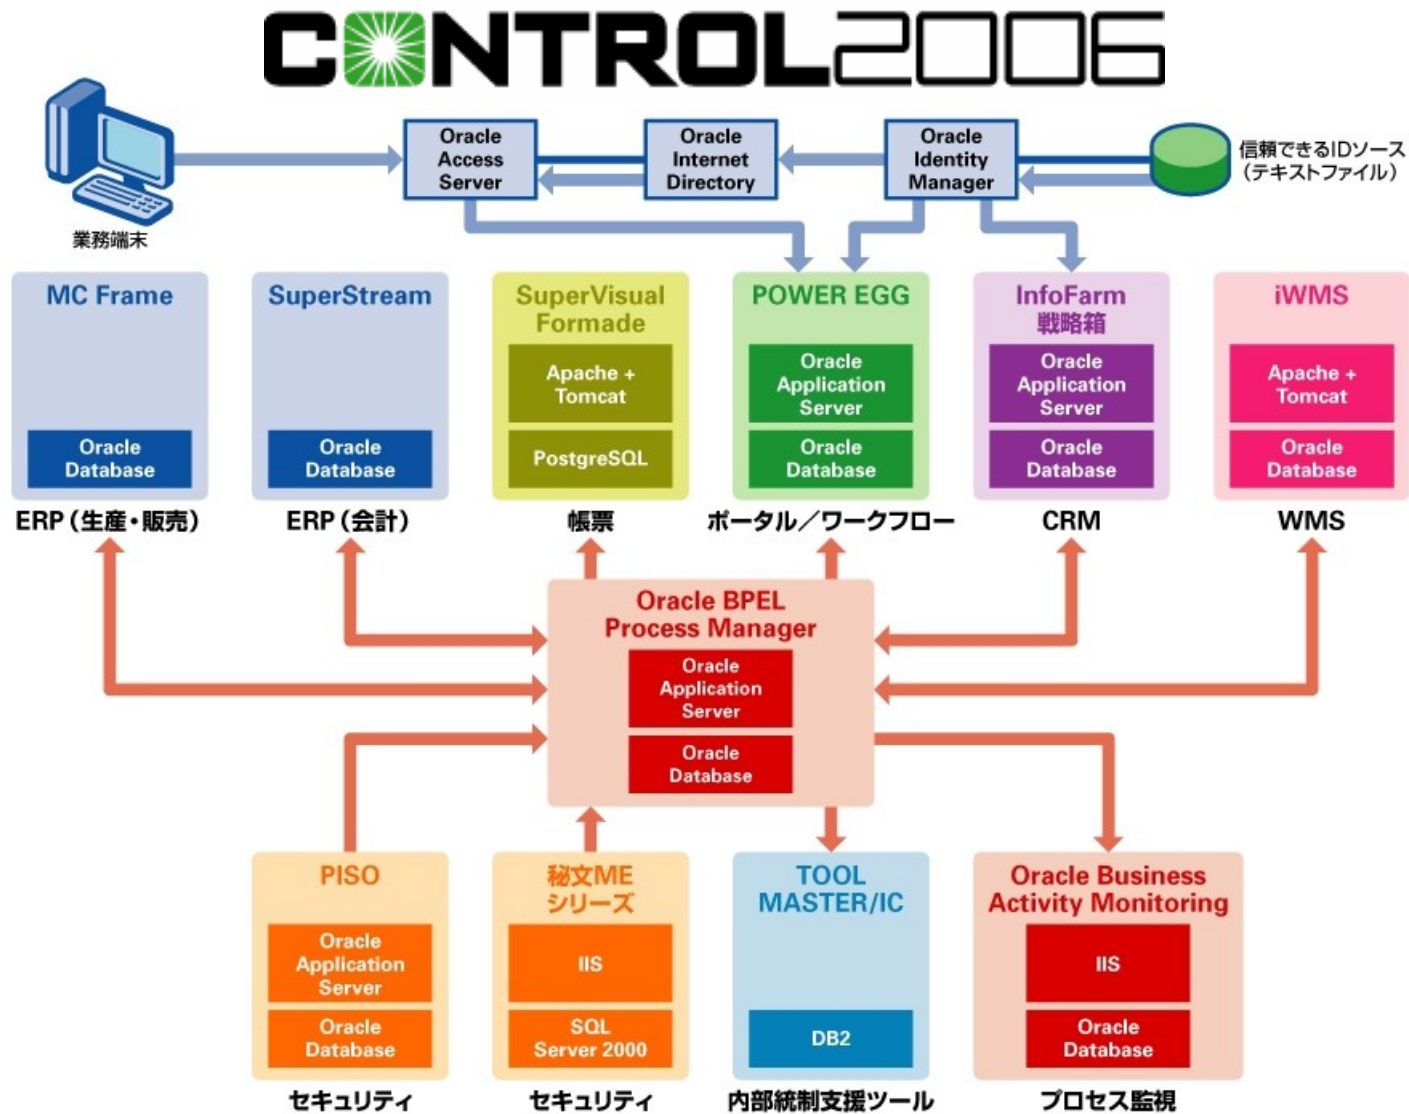 CONTROL2006
Oracle
Access
Server
Oracle
Internet
Directory
Oracle
Identity
Manager
信頼できるIDソース
（テキストファイル）
業務端末
MC Frame
Oracle
Database
ERP（生産・販売）
SuperStream
Oracle
Database
ERP（会計）
SuperVisual
Formade
Apache +
Tomcat
PostgreSQL
帳票
POWER EGG
Oracle
Application
Server
Oracle
Database
ポータル／ワークフロー
InfoFarm
戦略箱
Oracle
Application
Server
Oracle
Database
CRM
iWMS
Apache +
Tomcat
Oracle
Database
WMS
Oracle BPEL
Process Manager
Oracle
Application
Server
Oracle
Database
PISO
Oracle
Application
Server
Oracle
Database
セキュリティ
秘文ME
シリーズ
IIS
SQL
Server 2000
セキュリティ
TOOL
MASTER/IC
DB2
内部統制支援ツール
Oracle Business
Activity Monitoring
IIS
Oracle
Database
プロセス監視